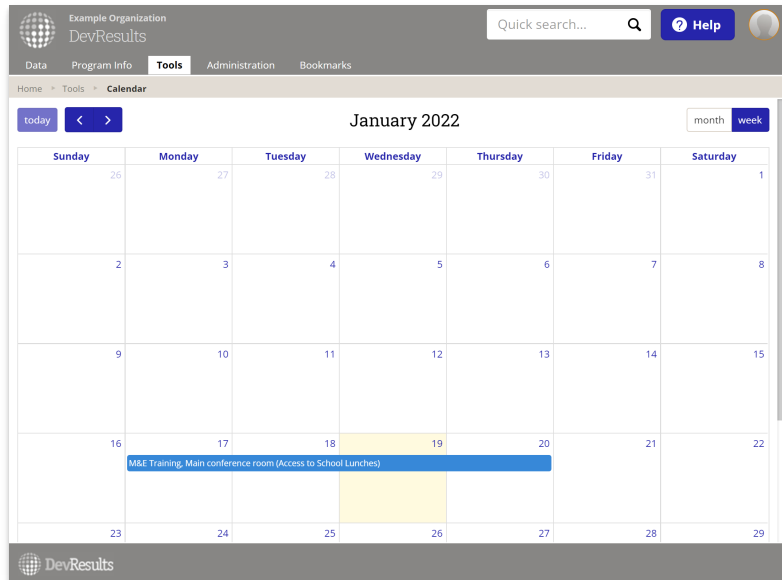 Example Organization
DevResults
Quick search...
? Help
Data Program Info Tools Administration Bookmarks
Home Tools Calendar
today < > January 2022 month week
Sunday Monday Tuesday Wednesday Thursday Friday Saturday
26 27 28 29 30 31 1
2 3 4 5 6 7 8
9 10 11 12 13 14 15
16 17 18 19 20 21 22
M&E Training, Main conference room (Access to School Lunches)
23 24 25 26 27 28 29
DevResults